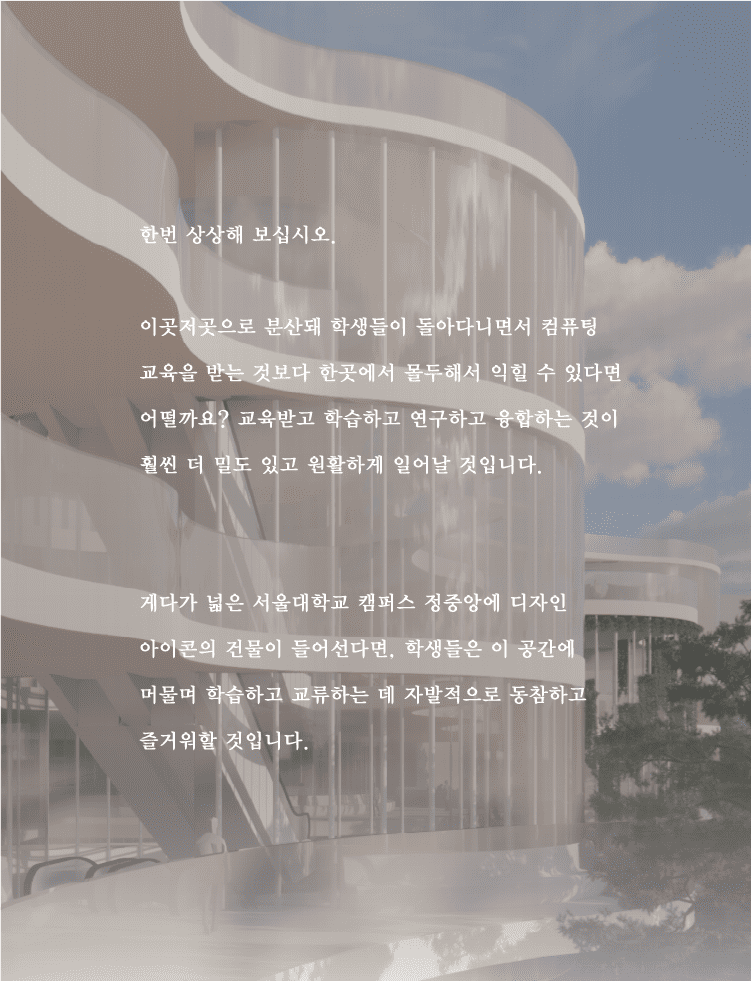 한번 상상해 보십시오.
이곳저곳으로 분산돼 학생들이 돌아다니면서 컴퓨팅
교육을 받는 것보다 한곳에서 몰두해서 익힐 수 있다면
어떨까요? 교육받고 학습하고 연구하고 융합하는 것이
훨씬 더 밀도 있고 원활하게 일어날 것입니다.
게다가 넓은 서울대학교 캠퍼스 정중앙에 디자인
아이콘의 건물이 들어선다면, 학생들은 이 공간에
머물며 학습하고 교류하는 데 자발적으로 동참하고
즐거워할 것입니다.